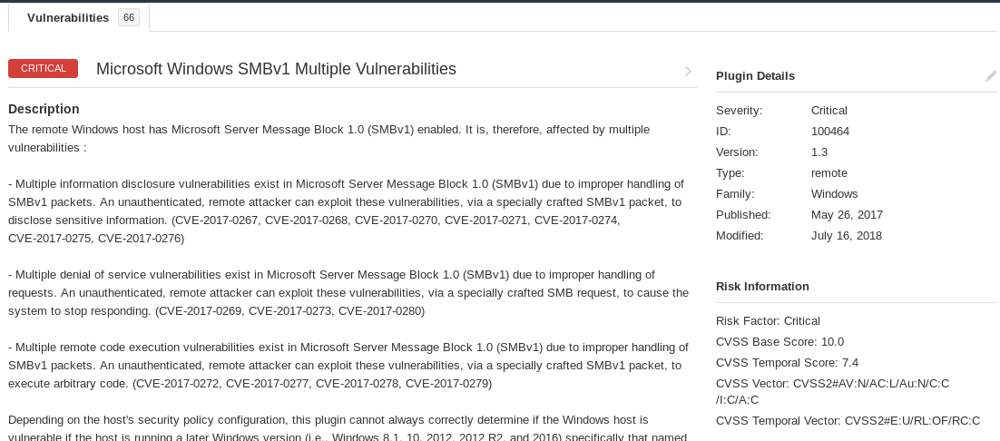 Vulnerabilities 66
CRITICAL Microsoft Windows SMBv1 Multiple Vulnerabilities
Description
The remote Windows host has Microsoft Server Message Block 1.0 (SMBv1) enabled. It is, therefore, affected by multiple
vulnerabilities :
- Multiple information disclosure vulnerabilities exist in Microsoft Server Message Block 1.0 (SMBv1) due to improper handling of
SMBv1 packets. An unauthenticated, remote attacker can exploit these vulnerabilities, via a specially crafted SMBv1 packet, to
disclose sensitive information. (CVE-2017-0267, CVE-2017-0268, CVE-2017-0270, CVE-2017-0271, CVE-2017-0274,
CVE-2017-0275, CVE-2017-0276)
- Multiple denial of service vulnerabilities exist in Microsoft Server Message Block 1.0 (SMBv1) due to improper handling of
requests. An unauthenticated, remote attacker can exploit these vulnerabilities, via a specially crafted SMB request, to cause the
system to stop responding. (CVE-2017-0269, CVE-2017-0273, CVE-2017-0280)
- Multiple remote code execution vulnerabilities exist in Microsoft Server Message Block 1.0 (SMBv1) due to improper handling of
SMBv1 packets. An unauthenticated, remote attacker can exploit these vulnerabilities, via a specially crafted SMBv1 packet, to
execute arbitrary code. (CVE-2017-0272, CVE-2017-0277, CVE-2017-0278, CVE-2017-0279)
Depending on the host's security policy configuration, this plugin cannot always correctly determine if the Windows host is
vulnerable if the host is running a later Windows version (i.e., Windows 8.1, 10, 2012, 2012 R2, and 2016) specifically that named
Plugin Details
Severity: Critical
ID: 100464
Version: 1.3
Type: remote
Family: Windows
Published: May 26, 2017
Modified: July 16, 2018
Risk Information
Risk Factor: Critical
CVSS Base Score: 10.0
CVSS Temporal Score: 7.4
CVSS Vector: CVSS2#AV:N/AC:L/Au:N/C:C
/I:C/A:C
CVSS Temporal Vector: CVSS2#E:U/RL:OF/RC:C